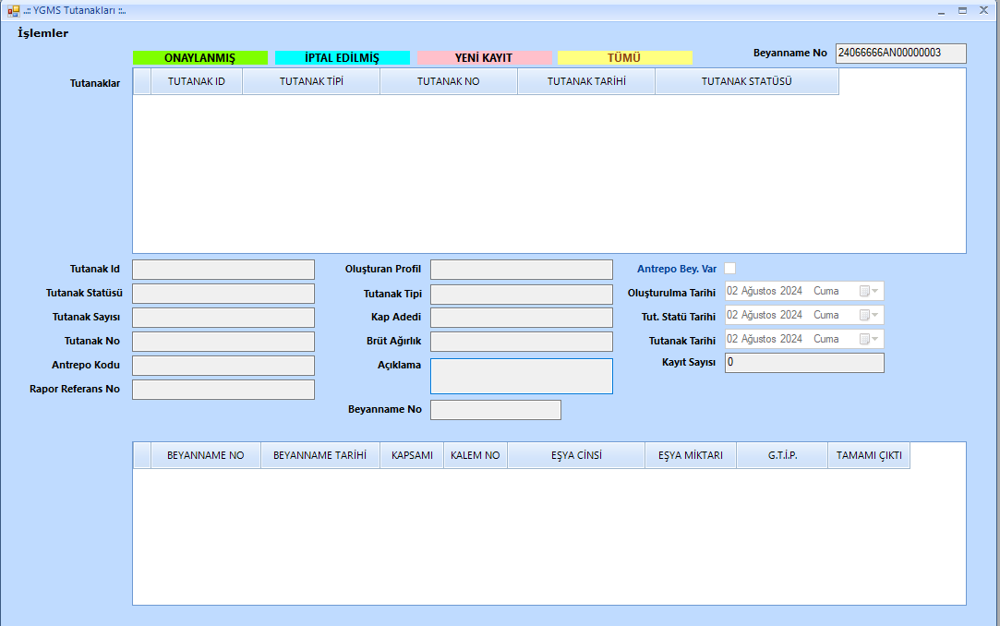 ..:: YGMS Tutanakları ::..
İşlemler
ONAYLANMIŞ İPTAL EDİLMİŞ YENİ KAYIT TÜMÜ Beyanname No 24066666AN00000003
Tutanaklar TUTANAK ID TUTANAK TİPİ TUTANAK NO TUTANAK TARİHİ TUTANAK STATÜSÜ
Tutanak Id Oluşturan Profil Antrepo Bey. Var
Tutanak Statüsü Tutanak Tipi Oluşturulma Tarihi 02 Ağustos 2024 Cuma
Tutanak Sayısı Kap Adedi Tut. Statü Tarihi 02 Ağustos 2024 Cuma
Tutanak No Brüt Ağırlık Tutanak Tarihi 02 Ağustos 2024 Cuma
Antrepo Kodu Açıklama Kayıt Sayısı 0
Rapor Referans No
Beyanname No
BEYANNAME NO BEYANNAME TARİHİ KAPSAMI KALEM NO EŞYA CİNSİ EŞYA MİKTARI G.T.İ.P. TAMAMI ÇIKTI